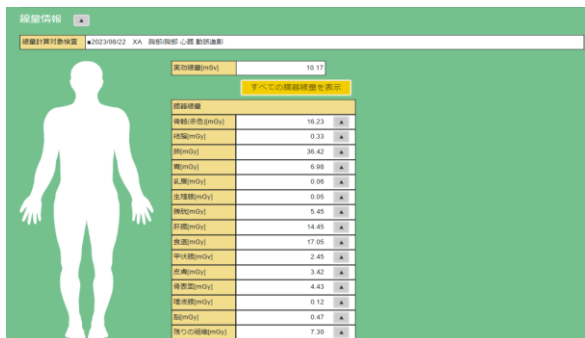 線量情報 ▲
線量計算対象検査 ■2023/08/22 XA 胸部/胸部 心臓 動脈造影
実効線量[mSv] 10.17
すべての臓器線量を表示
臓器線量
骨髄(赤色)[mGy] 16.23 ▲
結腸[mGy] 0.33 ▲
肺[mGy] 36.42 ▲
胃[mGy] 6.98 ▲
乳房[mGy] 0.06 ▲
生殖腺[mGy] 0.05 ▲
膀胱[mGy] 5.45 ▲
肝臓[mGy] 14.45 ▲
食道[mGy] 17.05 ▲
甲状腺[mGy] 2.45 ▲
皮膚[mGy] 3.42 ▲
骨表面[mGy] 4.43 ▲
唾液腺[mGy] 0.12 ▲
脳[mGy] 0.47 ▲
残りの組織[mGy] 7.30 ▲